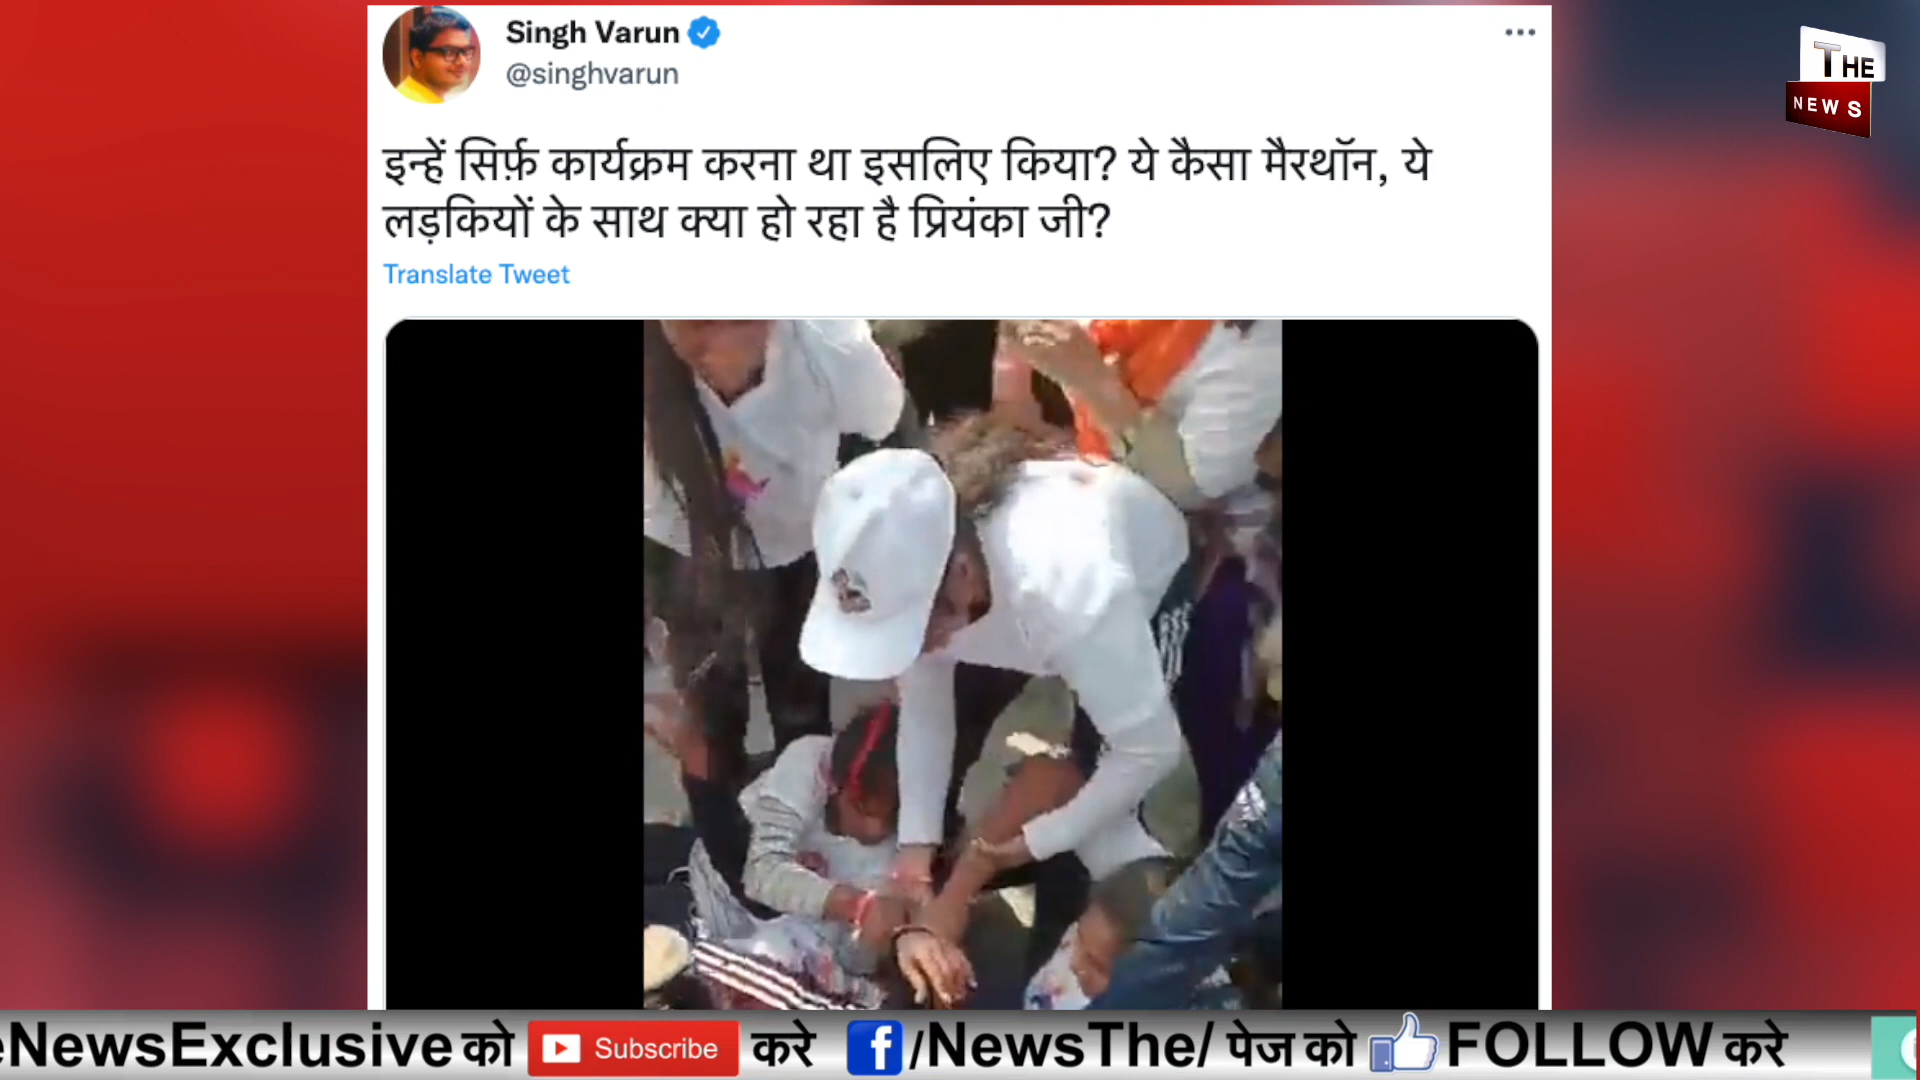 Singh Varun
@singhvarun
THE
NEWS
इन्हें सिर्फ़ कार्यक्रम करना था इसलिए किया? ये कैसा मैरथॉन, ये
लड़कियों के साथ क्या हो रहा है प्रियंका जी?
Translate Tweet
eNewsExclusive को Subscribe करे f/NewsThe/ पेज को FOLLOW करे